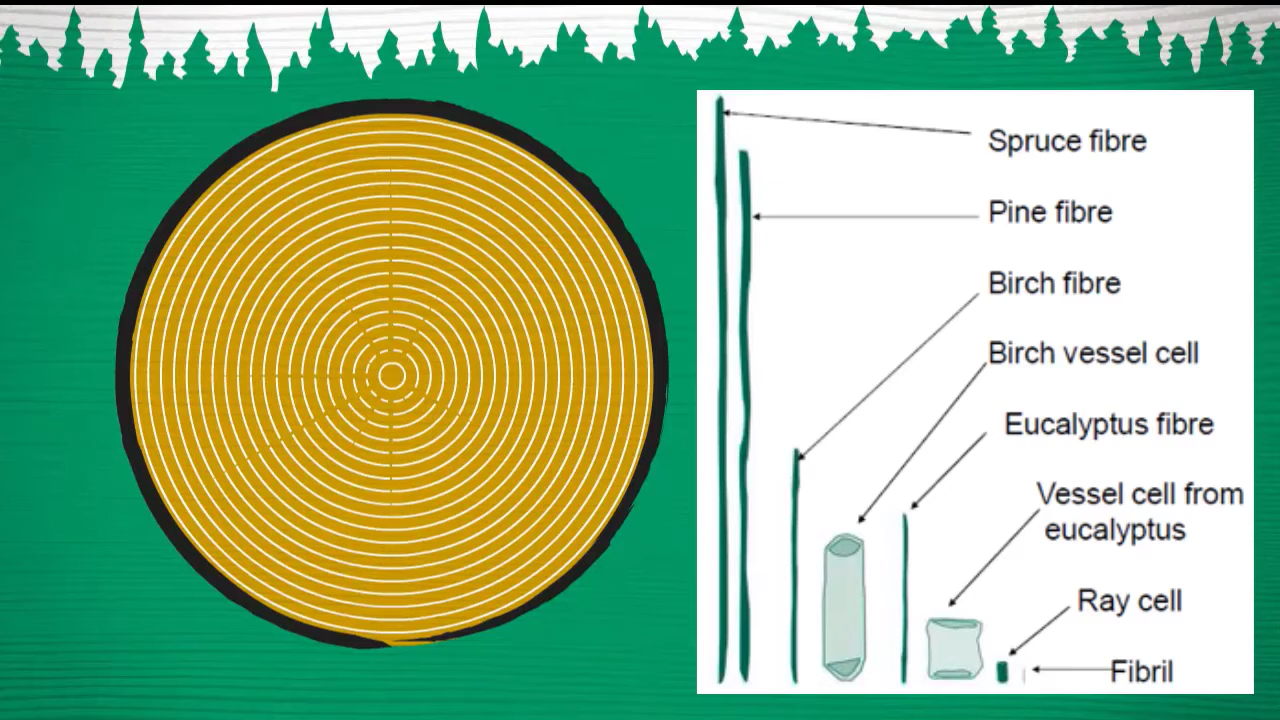 Spruce fibre
Pine fibre
Birch fibre
Birch vessel cell
Eucalyptus fibre
Vessel cell from
eucalyptus
Ray cell
Fibril